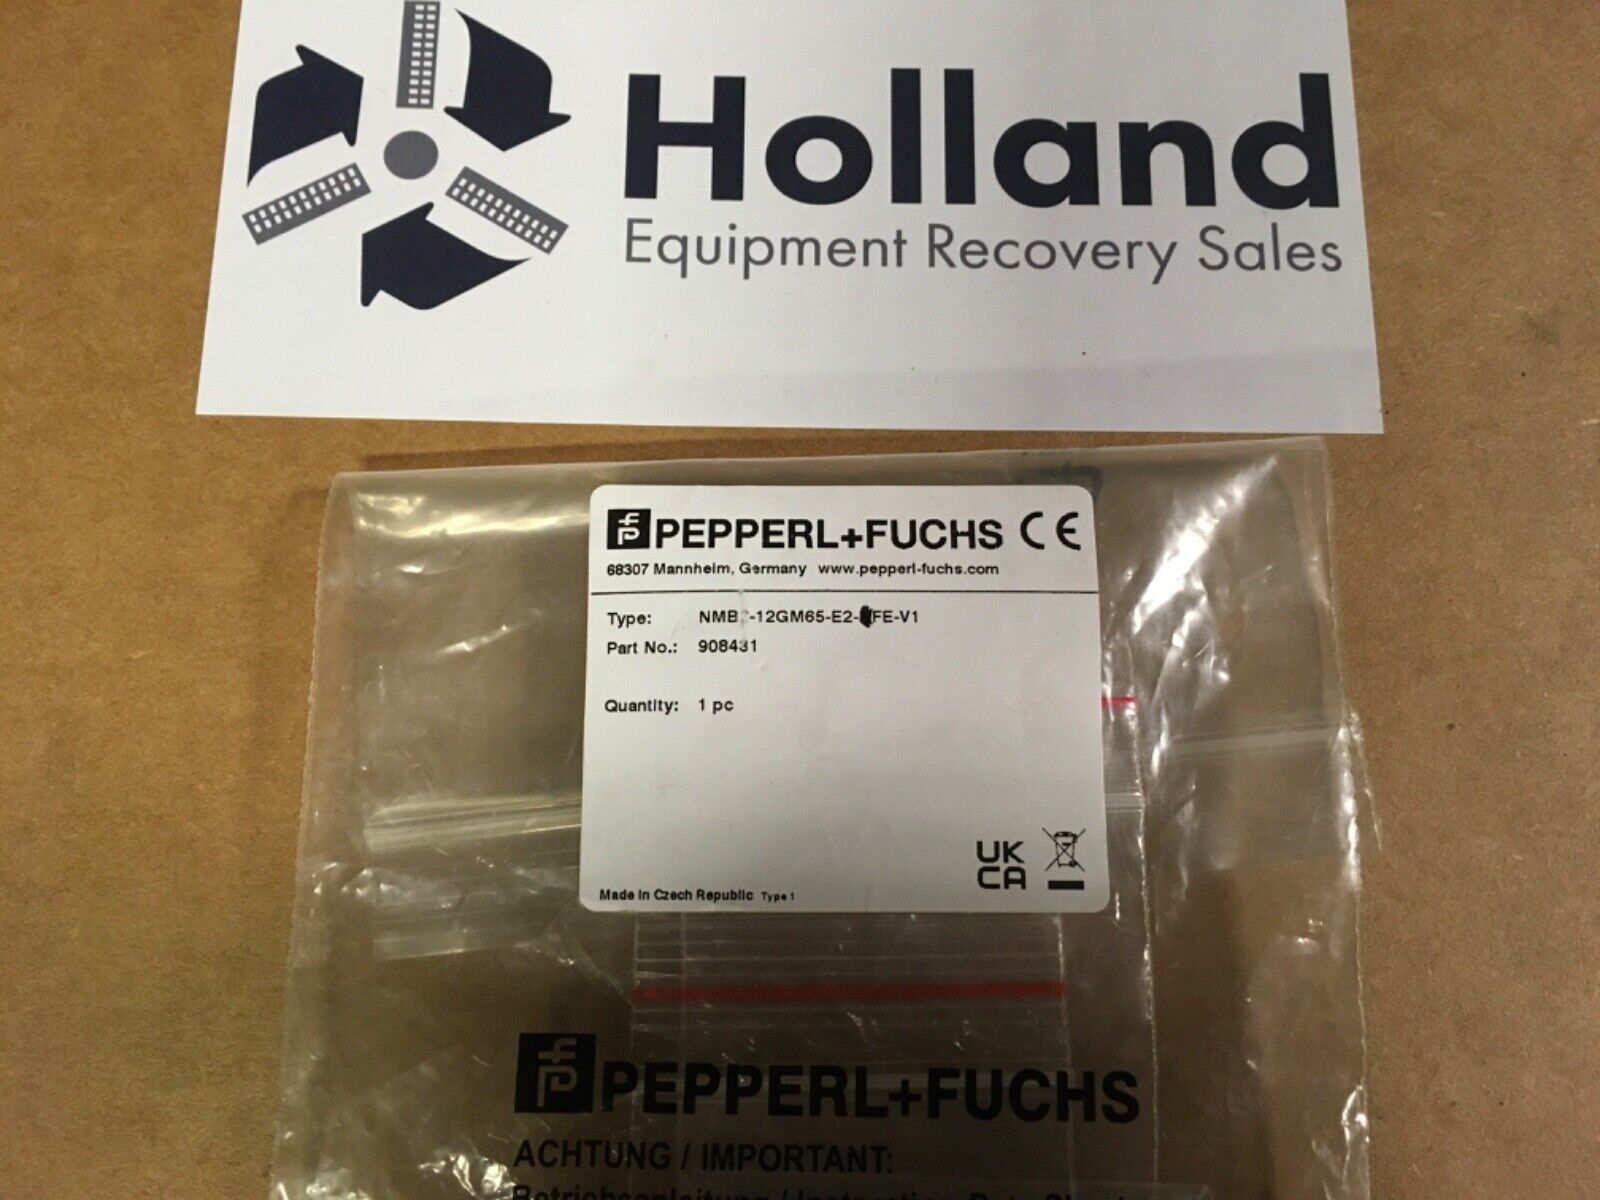 Holland
Equipment Recovery Sales
PEPPERL+FUCHS CE
68307 Mannheim, Germany www.pepperl-fuchs.com
Type:
Part No.: 908431
Quantity: 1 pc
UK
CA
Made in Czech Republic Type 1
PEPPERL+FUCHS
ACHTUNG / IMPORTANT: